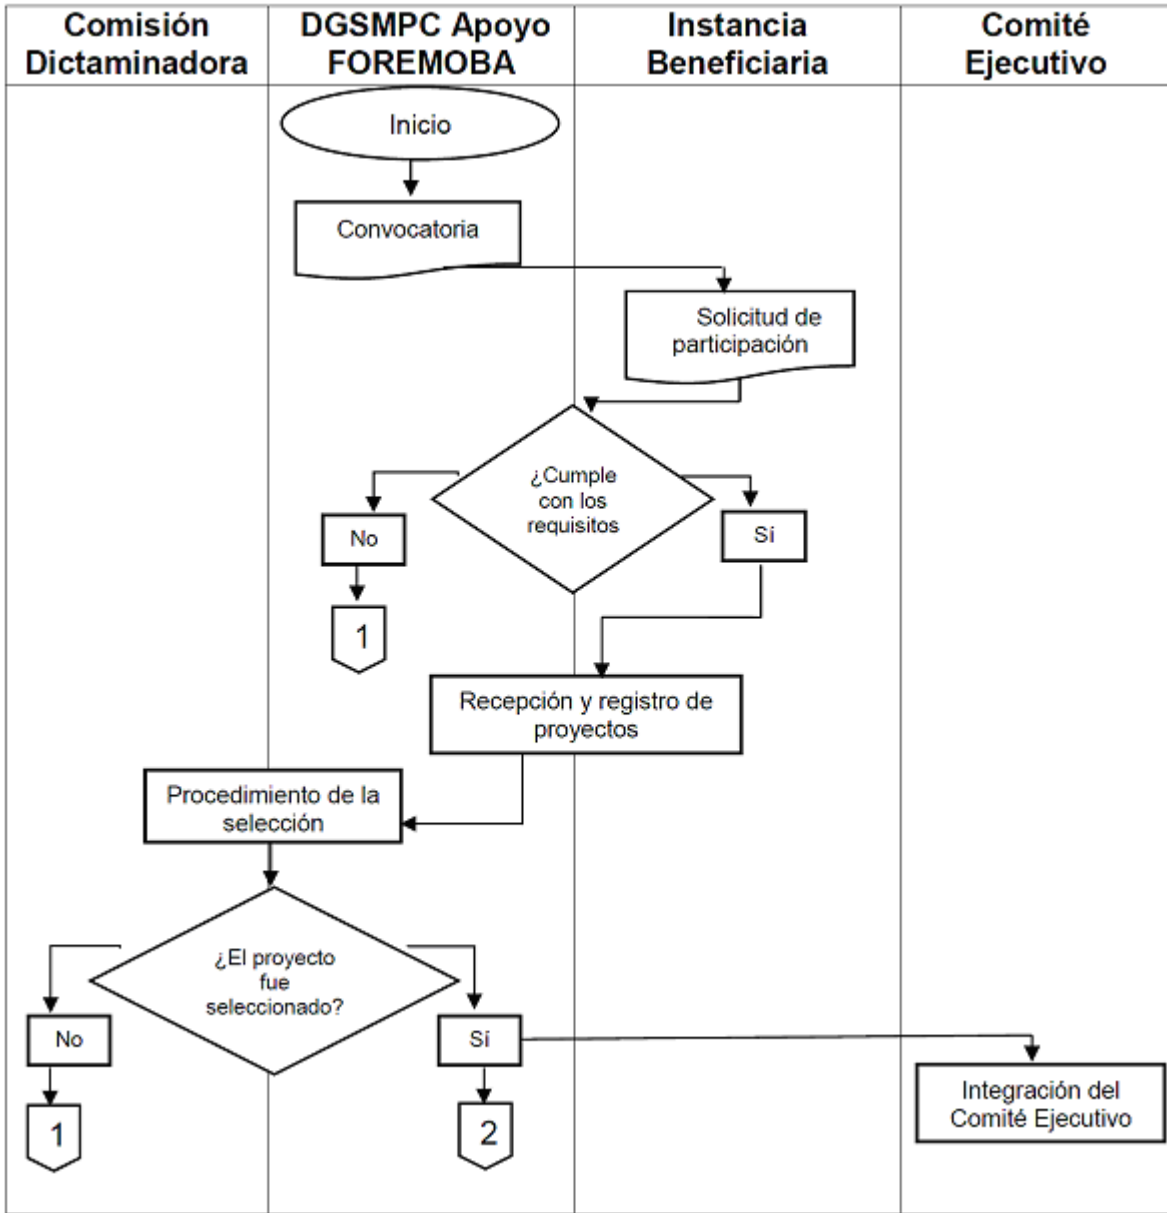 Comisión
Dictaminadora
DGSMPC Apoyo
FOREMOBA
Instancia
Beneficiaria
Comité
Ejecutivo
Inicio
Convocatoria
Solicitud de
participación
¿Cumple
con los
requisitos
No
Sí
1
Recepción y registro de
proyectos
Procedimiento de la
selección
¿El proyecto
fue
seleccionado?
No
Sí
Integración del
Comité Ejecutivo
1
2